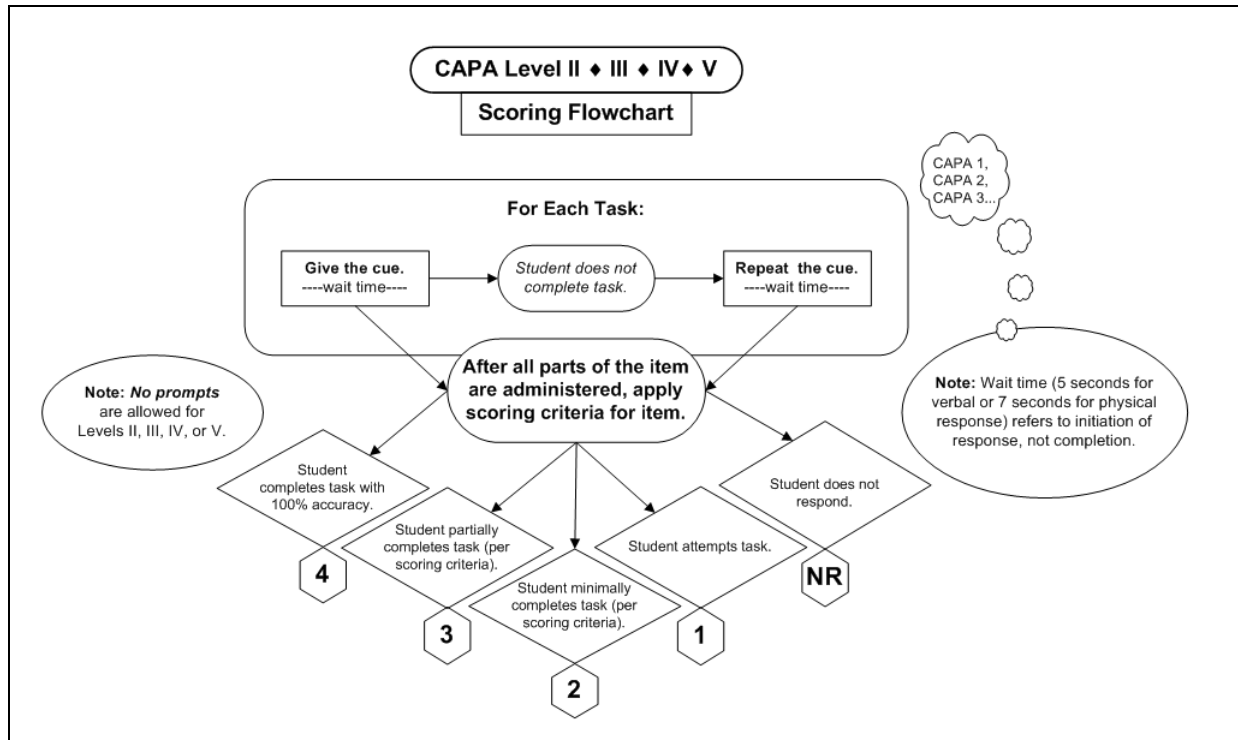 CAPA Level II ♦ III ♦ IV♦ V
Scoring Flowchart
CAPA 1,
CAPA 2,
CAPA 3...
For Each Task:
Give the cue.
----wait time----
Student does not
complete task.
Repeat the cue.
----wait time----
After all parts of the item
are administered, apply
scoring criteria for item.
Note: No prompts
are allowed for
Levels II, III, IV, or V.
Note: Wait time (5 seconds for
verbal or 7 seconds for physical
response) refers to initiation of
response, not completion.
Student
completes task with
100% accuracy.
Student partially
completes task (per
scoring criteria).
Student minimally
completes task (per
scoring criteria).
Student attempts task.
Student does not
respond.
4
3
2
1
NR